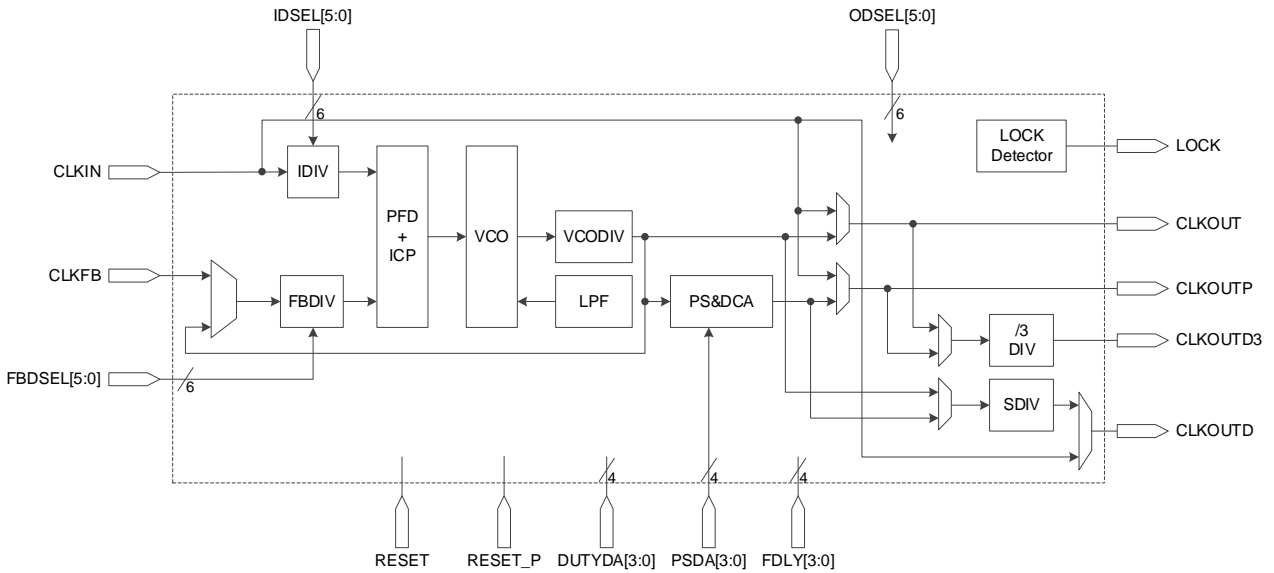 IDSEL[5:0]
ODSEL[5:0]
6
6
LOCK
Detector
LOCK
CLKIN
IDIV
PFD
+
ICP
VCO
VCODIV
CLKOUT
CLKFB
FBDIV
LPF
PS&DCA
CLKOUTP
/3
DIV
CLKOUTD3
FBDSEL[5:0]
6
SDIV
CLKOUTD
4
4
4
RESET
RESET_P
DUTYDA[3:0]
PSDA[3:0]
FDLY[3:0]